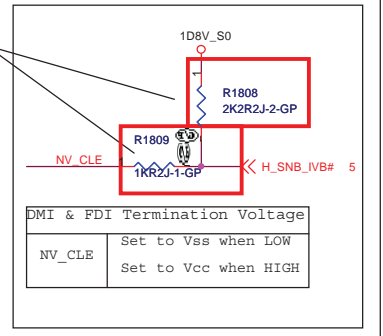 1D8V_S0
1
R1808
2K2R2J-2-GP
R1809
NV_CLE
1
1KR2J-1-GP
H_SNB_IVB# 5
DMI & FDI Termination Voltage
NV_CLE
Set to Vss when LOW
Set to Vcc when HIGH